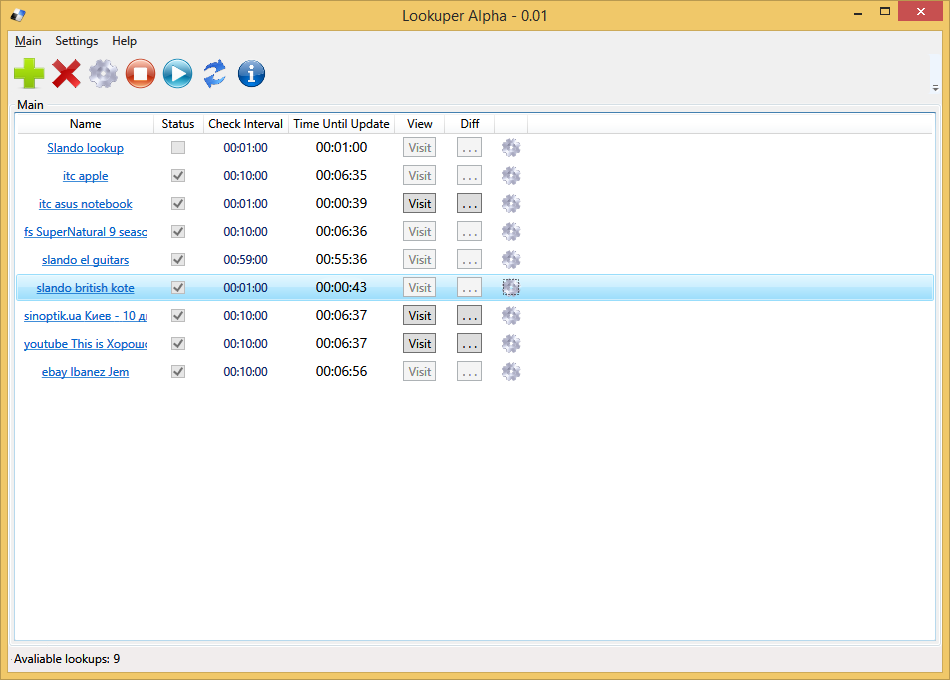 Lookuper Alpha - 0.01
Main Settings Help
Main
Name Status Check Interval Time Until Update View Diff
Slando lookup 00:01:00 00:01:00 Visit ...
itc apple 00:10:00 00:06:35 Visit ...
itc asus notebook 00:01:00 00:00:39 Visit ...
fs SuperNatural 9 seasc 00:10:00 00:06:36 Visit ...
slando el guitars 00:59:00 00:55:36 Visit ...
slando british kote 00:01:00 00:00:43 Visit ...
sinoptik.ua Киев - 10 д 00:10:00 00:06:37 Visit ...
youtube This is Хорошо 00:10:00 00:06:37 Visit ...
ebay Ibanez Jem 00:10:00 00:06:56 Visit ...
Avaliable lookups: 9